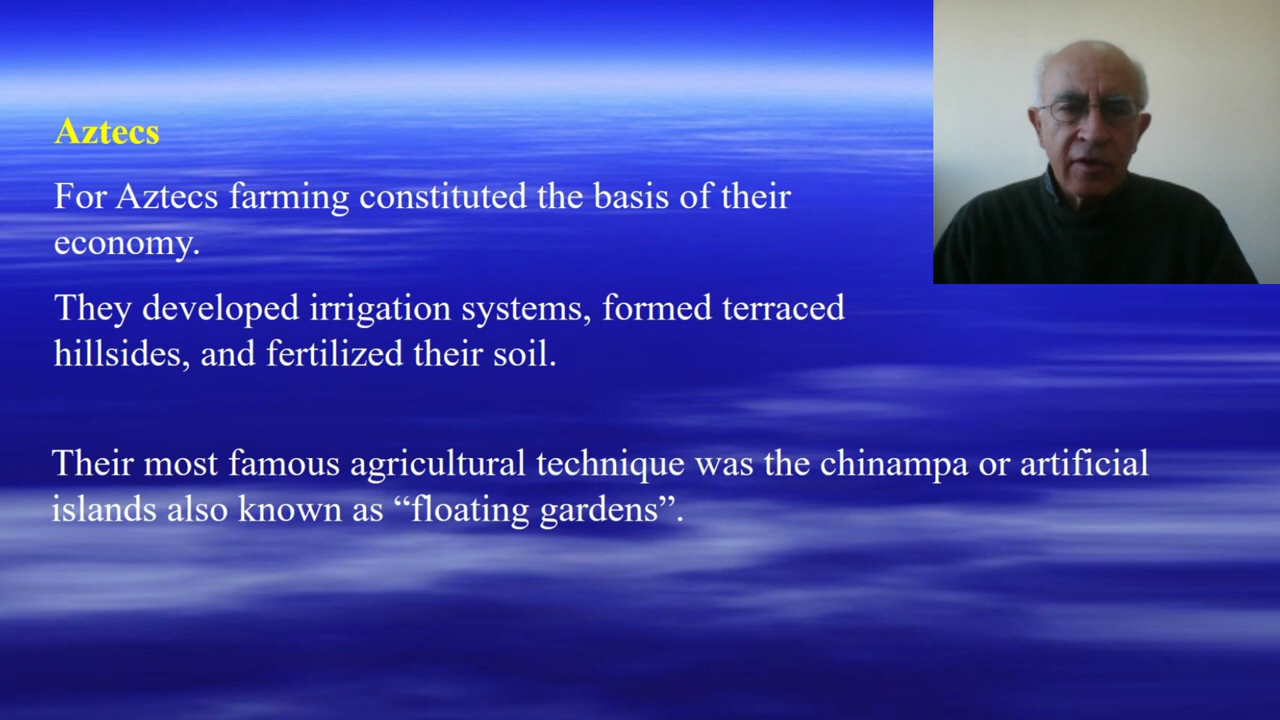 Aztecs
For Aztecs farming constituted the basis of their
economy.
They developed irrigation systems, formed terraced
hillsides, and fertilized their soil.
Their most famous agricultural technique was the chinampa or artificial
islands also known as “floating gardens”.